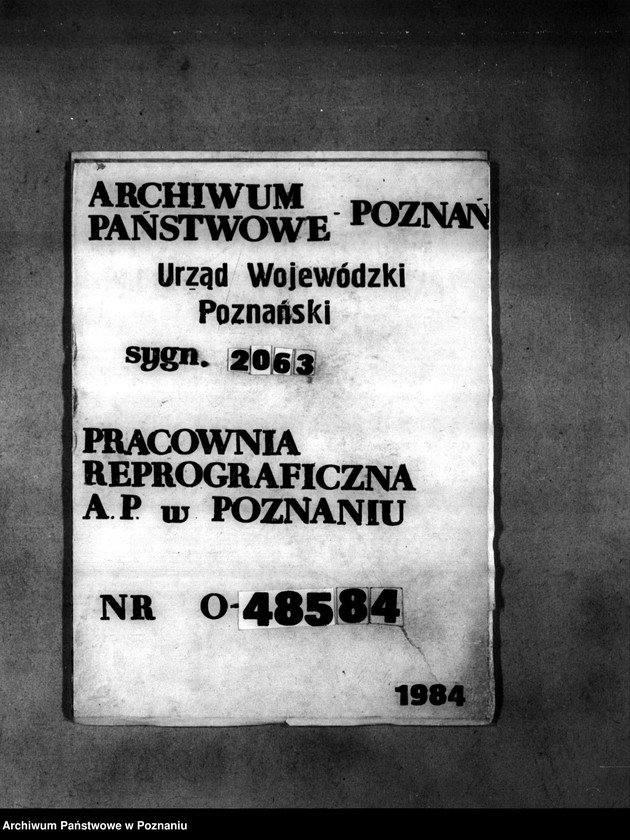 ARCHIWUM
PAŃSTWOWE - POZNAŃ
Urząd Wojewódzki
Poznański
sygn. 2063
PRACOWNIA
REPROGRAFICZNA
A.P. w POZNANIU
NR O-48584
1984
Archiwum Państwowe w Poznaniu